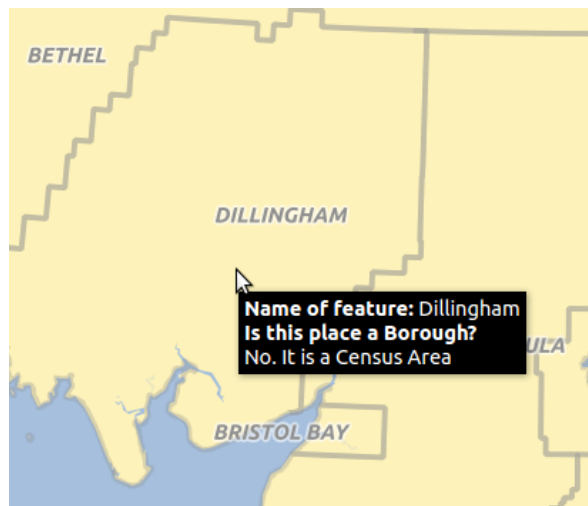 BETHEL
DILLINGHAM
Name of feature: Dillingham
Is this place a Borough?
No. It is a Census Area
ULA
BRISTOL BAY